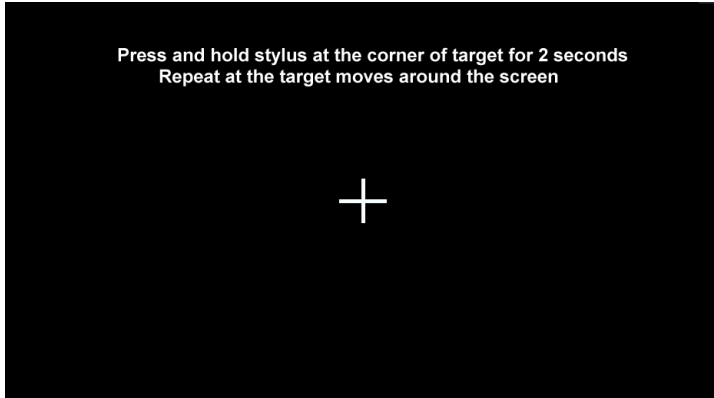 Press and hold stylus at the corner of target for 2 seconds
Repeat at the target moves around the screen